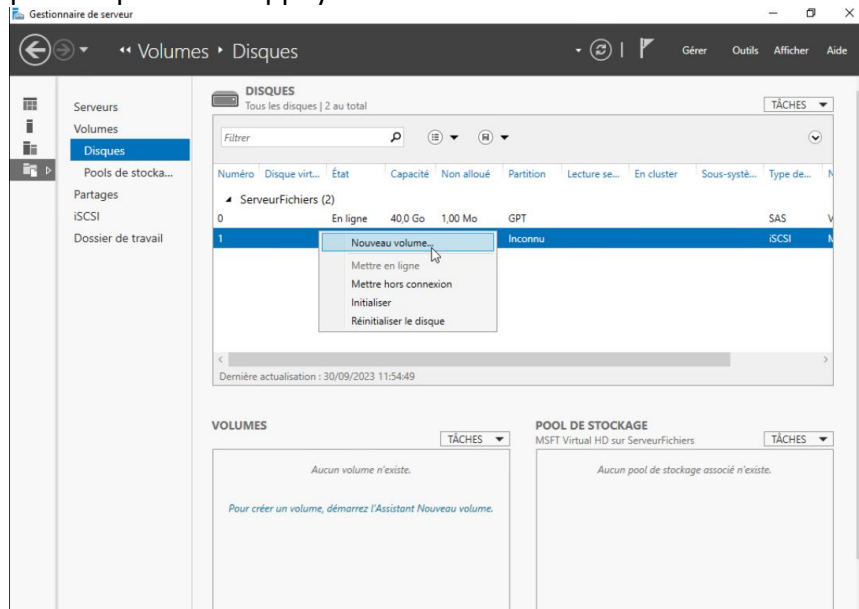 Gestionnaire de serveur
Volumes ‣ Disques
Gérer Outils Afficher Aide
Serveurs
Volumes
Disques
Pools de stocka...
Partages
iSCSI
Dossier de travail
DISQUES
Tous les disques | 2 au total
TÂCHES
Filtrer
Numéro Disque virt... État Capacité Non alloué Partition Lecture se... En cluster Sous-systè... Type de... N
ServeurFichiers (2)
0 En ligne 40,0 Go 1,00 Mo GPT SAS V
1 Inconnu iSCSI M
Nouveau volume...
Mettre en ligne
Mettre hors connexion
Initialiser
Réinitialiser le disque
Dernière actualisation : 30/09/2023 11:54:49
VOLUMES
TÂCHES
Aucun volume n'existe.
Pour créer un volume, démarrez l'Assistant Nouveau volume.
POOL DE STOCKAGE
MSFT Virtual HD sur ServeurFichiers
TÂCHES
Aucun pool de stockage associé n'existe.